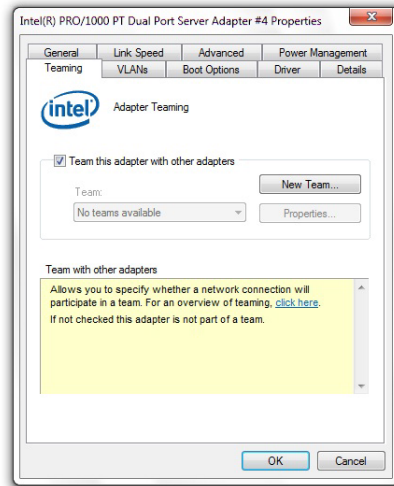 Intel(R) PRO/1000 PT Dual Port Server Adapter #4 Properties
General Link Speed Advanced Power Management
Teaming VLANs Boot Options Driver Details
intel
Adapter Teaming
Team this adapter with other adapters
Team:
New Team...
No teams available
Properties...
Team with other adapters
Allows you to specify whether a network connection will
participate in a team. For an overview of teaming, click here.
If not checked this adapter is not part of a team.
OK Cancel